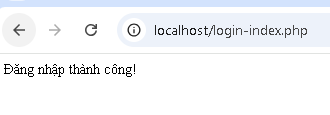 localhost/login-index.php
Đăng nhập thành công!